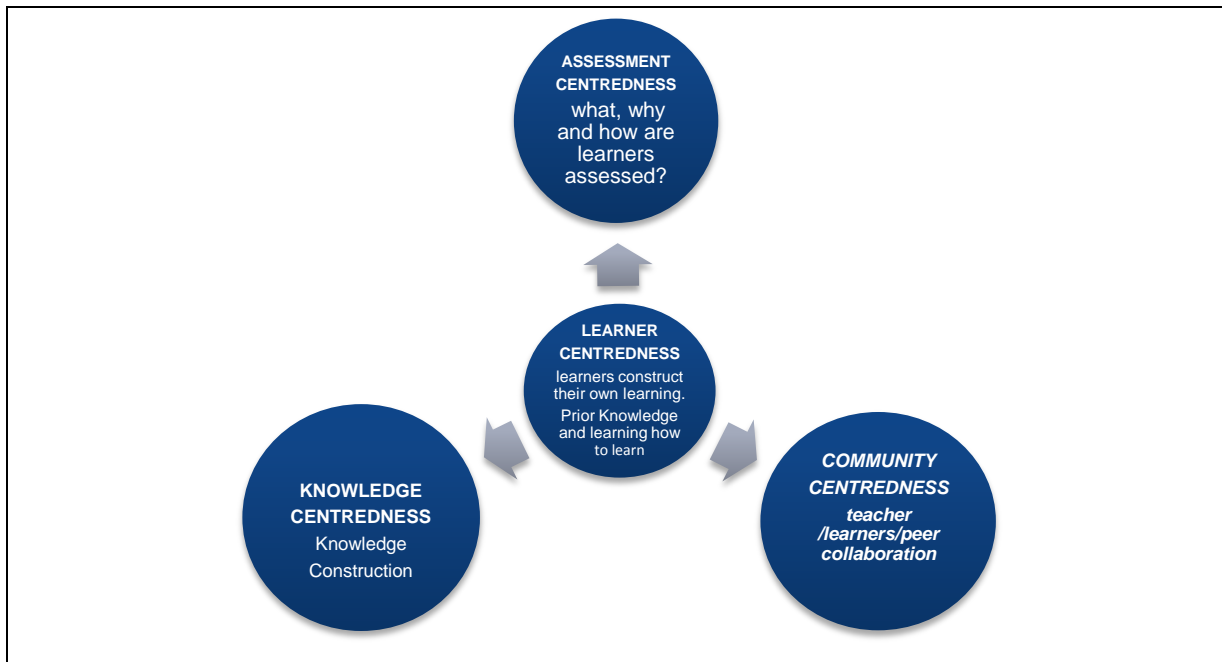 ASSESSMENT
CENTREDNESS
what, why
and how are
learners
assessed?
LEARNER
CENTREDNESS
learners construct
their own learning.
Prior Knowledge
and learning how
to learn
KNOWLEDGE
CENTREDNESS
Knowledge
Construction
COMMUNITY
CENTREDNESS
teacher
/learners/peer
collaboration